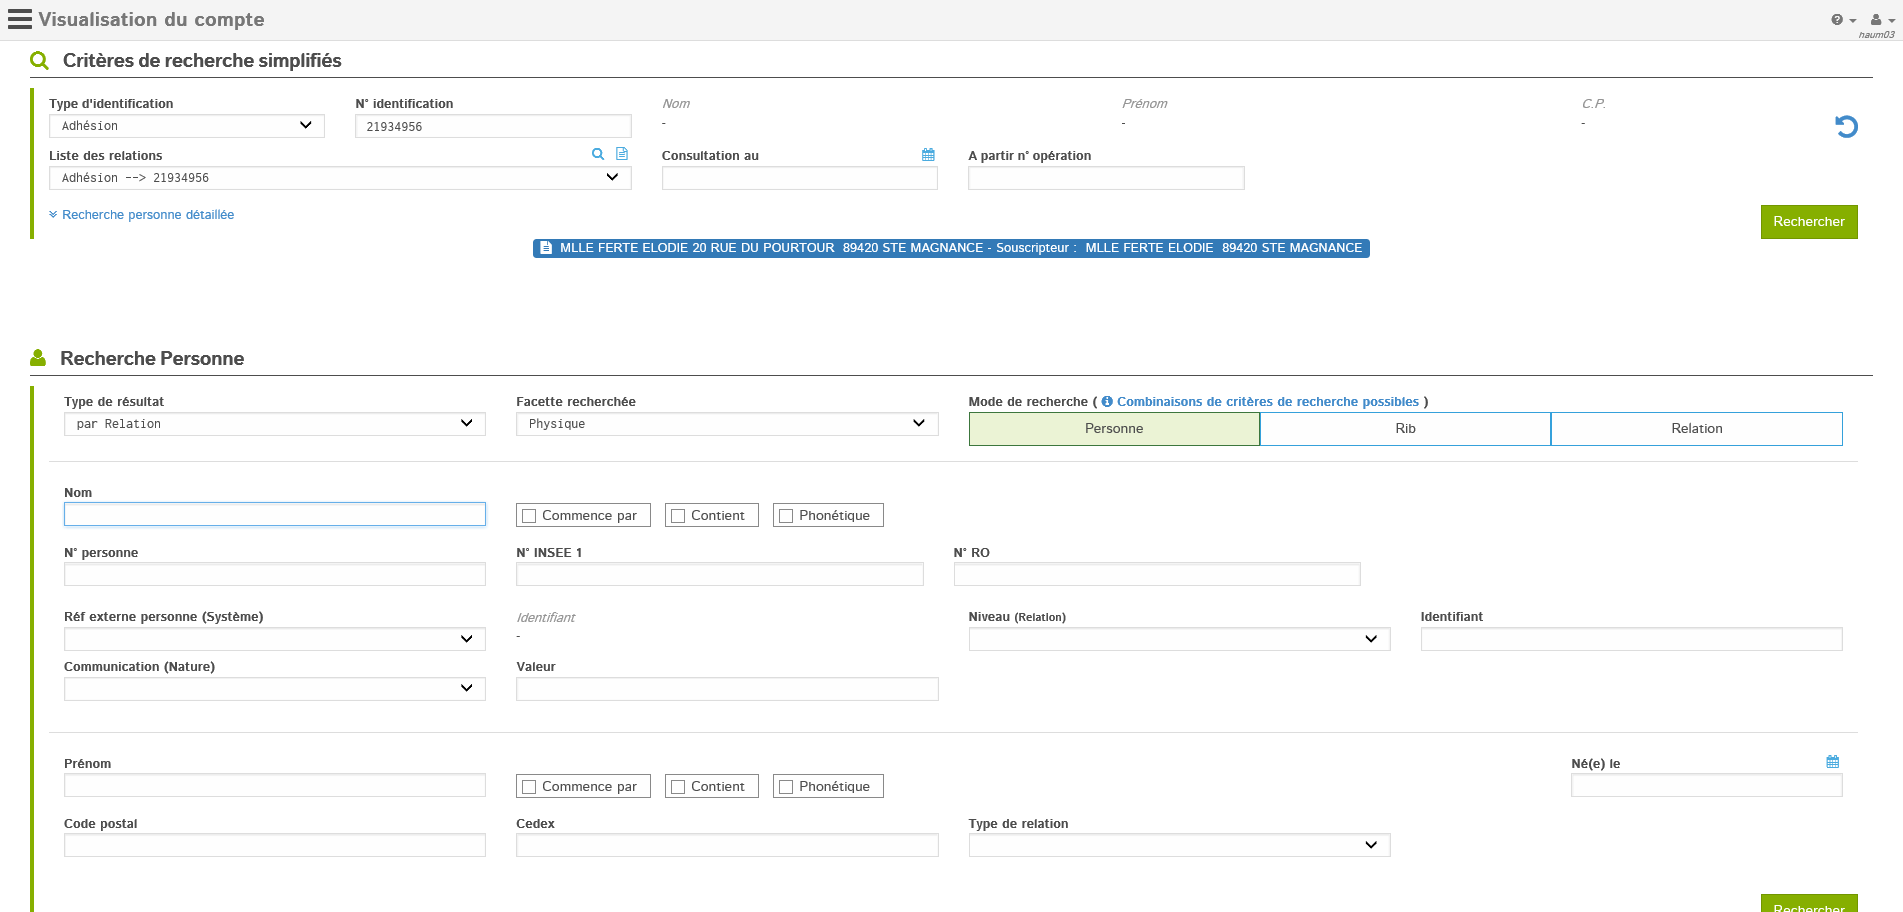 Visualisation du compte
haum03
Critères de recherche simplifiés
Type d'identification N° identification Nom Prénom C.P.
Adhésion 21934956 - - -
Liste des relations Consultation au A partir n° opération
Adhésion --> 21934956
Recherche personne détaillée
Rechercher
MLLE FERTE ELODIE 20 RUE DU POURTOUR 89420 STE MAGNANCE - Souscripteur : MLLE FERTE ELODIE 89420 STE MAGNANCE
Recherche Personne
Type de résultat Facette recherchée Mode de recherche ( Combinaisons de critères de recherche possibles )
par Relation Physique Personne Rib Relation
Nom
Commence par Contient Phonétique
N° personne N° INSEE 1 N° RO
Réf externe personne (Système) Identifiant Niveau (Relation) Identifiant
-
Communication (Nature) Valeur
Prénom Né(e) le
Commence par Contient Phonétique
Code postal Cedex Type de relation
Rechercher